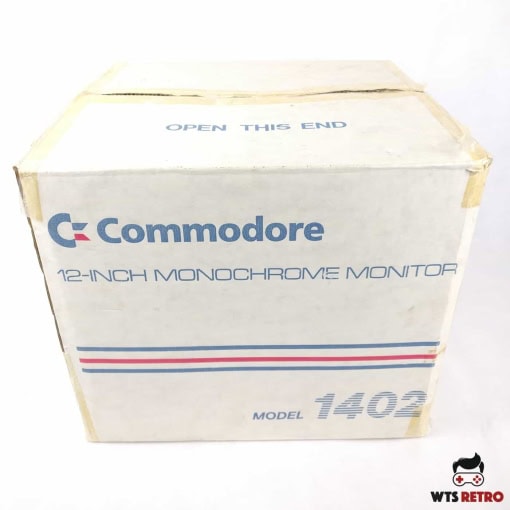 OPEN THIS END
Commodore
12-INCH MONOCHROME MONITOR
MODEL 1402
WTS RETRO